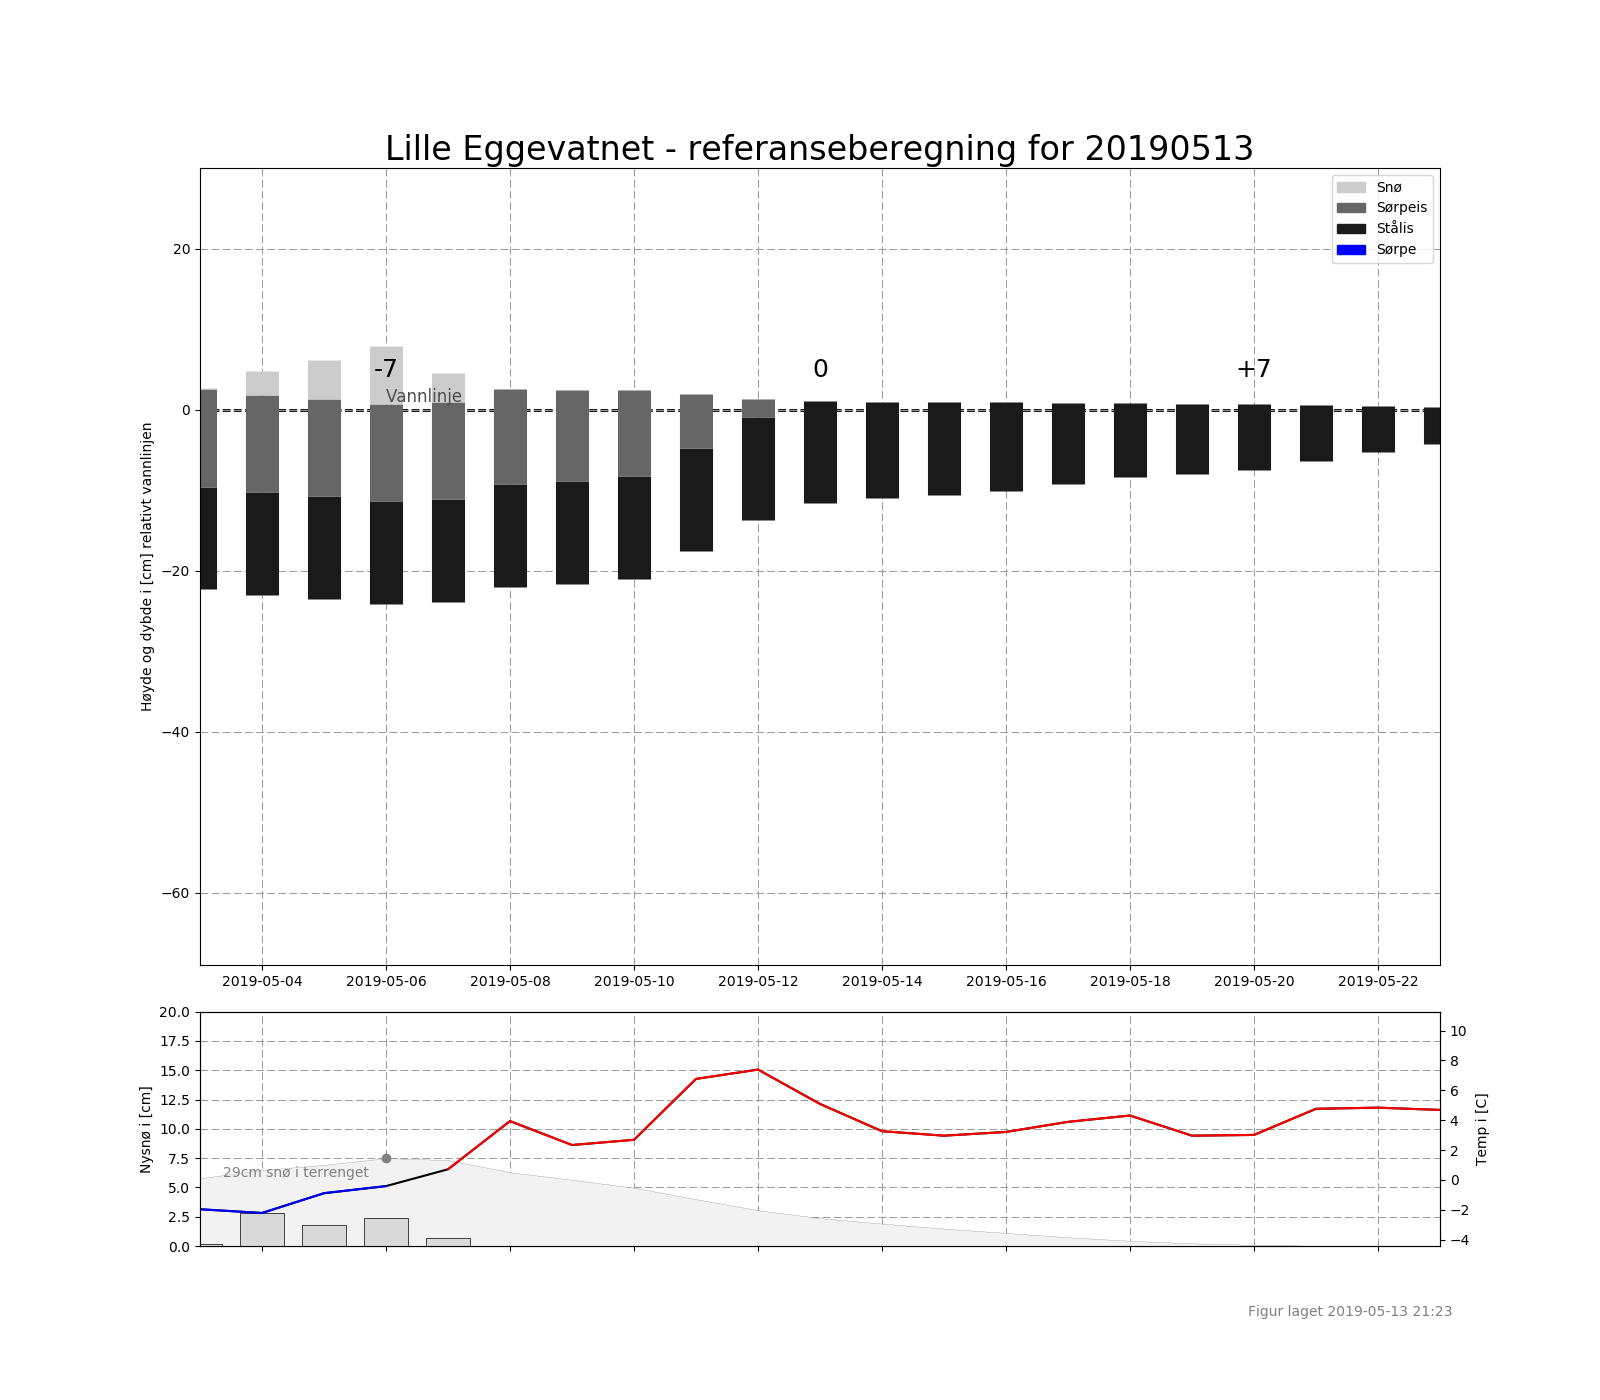 Lille Eggevatnet - referanseberegning for 20190513
Snø
Sørpeis
Stålis
Sørpe
Høyde og dybde i [cm] relativt vannlinjen
20
0
−20
−40
−60
-7
0
+7
Vannlinje
2019-05-04 2019-05-06 2019-05-08 2019-05-10 2019-05-12 2019-05-14 2019-05-16 2019-05-18 2019-05-20 2019-05-22
Nysnø i [cm]
20.0
17.5
15.0
12.5
10.0
7.5
5.0
2.5
0.0
29cm snø i terrenget
10
8
6
4
2
0
−2
−4
Temp i [C]
Figur laget 2019-05-13 21:23